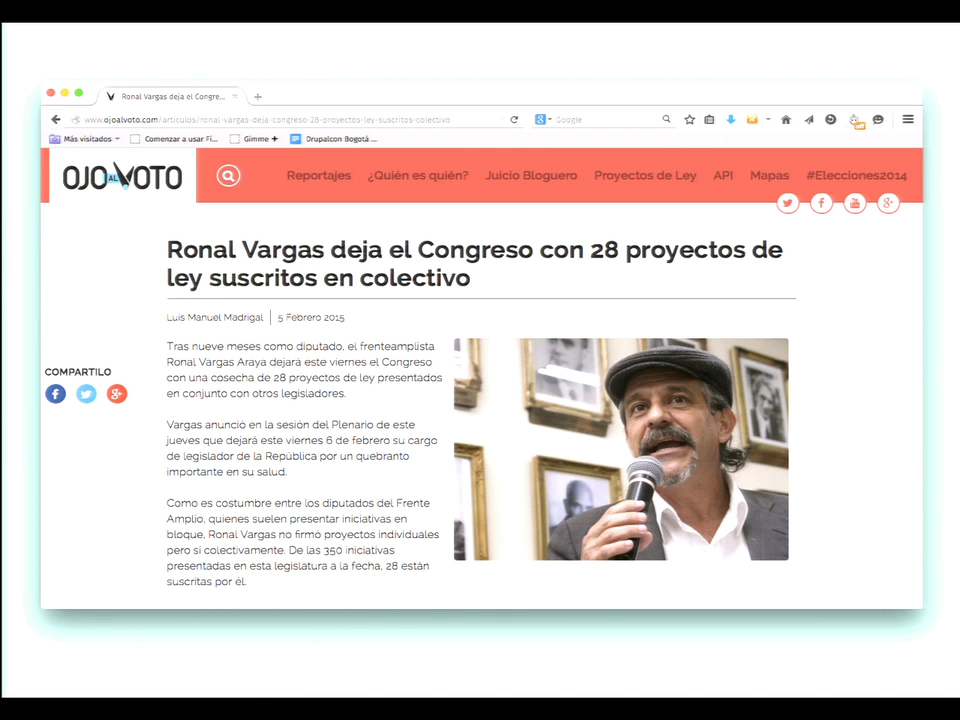 Ronal Vargas deja el Congre...
www.ojoalvoto.com/articulos/ronal-vargas-deja-congreso-28-proyectos-ley-suscritos-colectivo
Google
Más visitados
Comenzar a usar Fi...
Gimme
Drupalcon Bogotá ...
OJO AL VOTO
Reportajes
¿Quién es quién?
Juicio Bloguero
Proyectos de Ley
API
Mapas
#Elecciones2014
Ronal Vargas deja el Congreso con 28 proyectos de
ley suscritos en colectivo
Luis Manuel Madrigal | 5 Febrero 2015
COMPARTILO
Tras nueve meses como diputado, el frenteamplista
Ronal Vargas Araya dejará este viernes el Congreso
con una cosecha de 28 proyectos de ley presentados
en conjunto con otros legisladores.
Vargas anunció en la sesión del Plenario de este
jueves que dejará este viernes 6 de febrero su cargo
de legislador de la República por un quebranto
importante en su salud.
Como es costumbre entre los diputados del Frente
Amplio, quienes suelen presentar iniciativas en
bloque, Ronal Vargas no firmó proyectos individuales
pero si colectivamente. De las 350 iniciativas
presentadas en esta legislatura a la fecha, 28 están
suscritas por él.